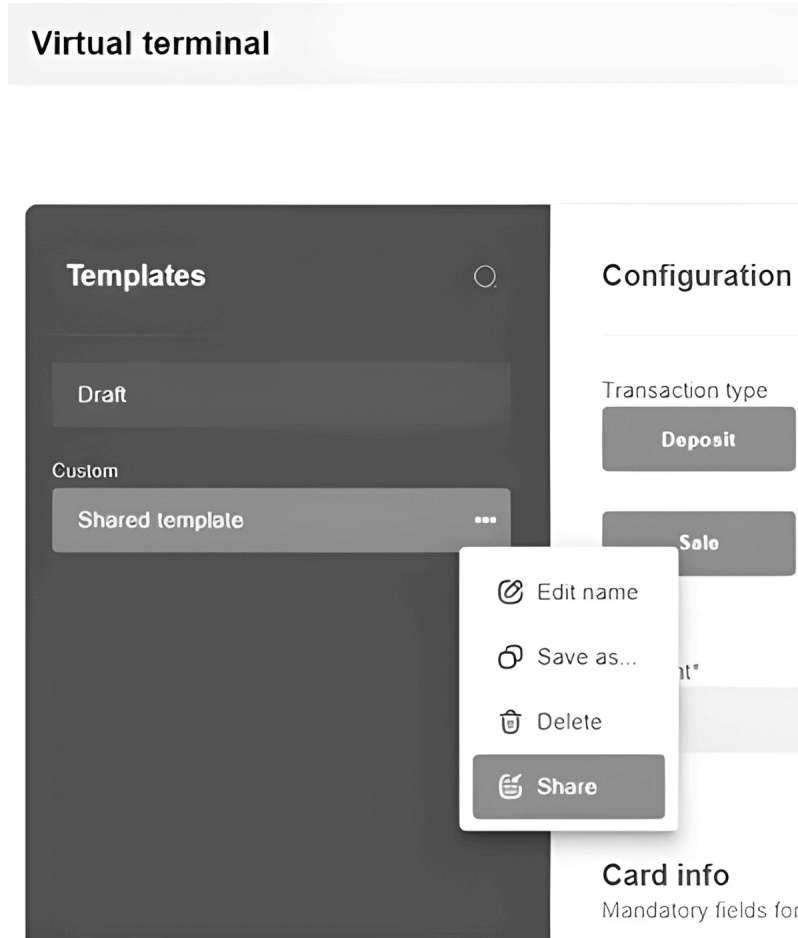 Virtual terminal
Templates
Draft
Custom
Shared template
Edit name
Save as...
Delete
Share
Configuration
Transaction type
Deposit
Sale
nt*
Card info
Mandatory fields for